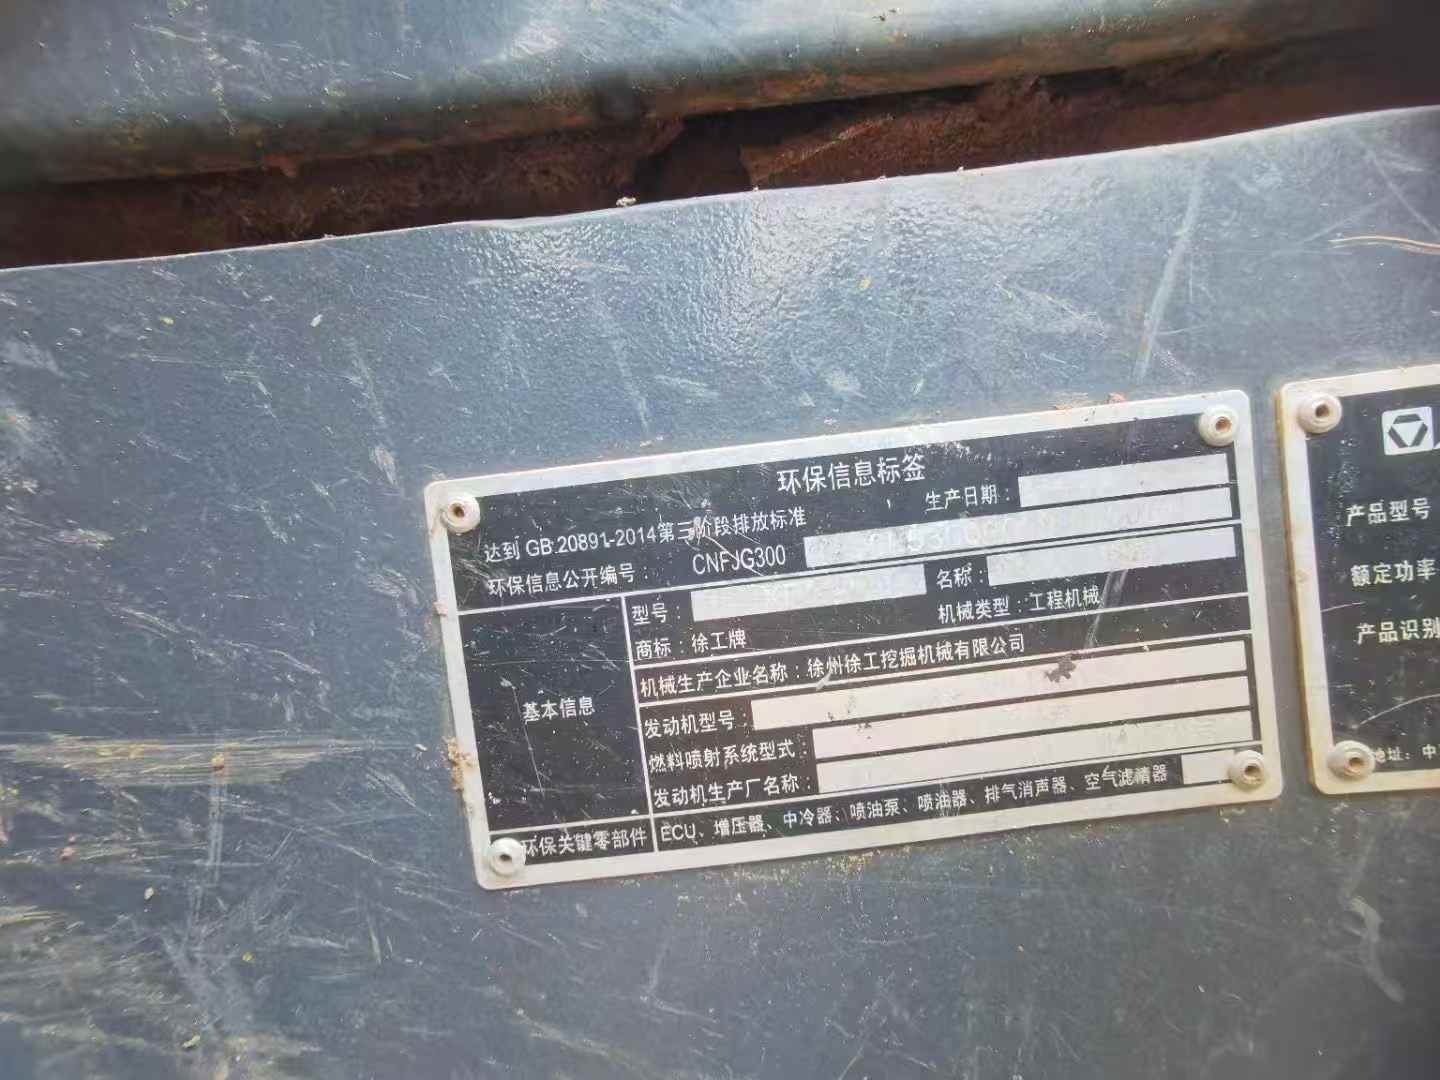 环保信息标签
达到 GB 20891-2014第三阶段排放标准
生产日期：
环保信息公开编号： CNFJG300
型号：
名称：
商标：徐工牌
机械类型：工程机械
机械生产企业名称：徐州徐工挖掘机械有限公司
基本信息
发动机型号：
燃料喷射系统型式：
发动机生产厂名称：
环保关键零部件
ECU、增压器、中冷器、喷油泵、喷油器、排气消声器、空气滤清器
产品型号
额定功率
产品识别
地址：中